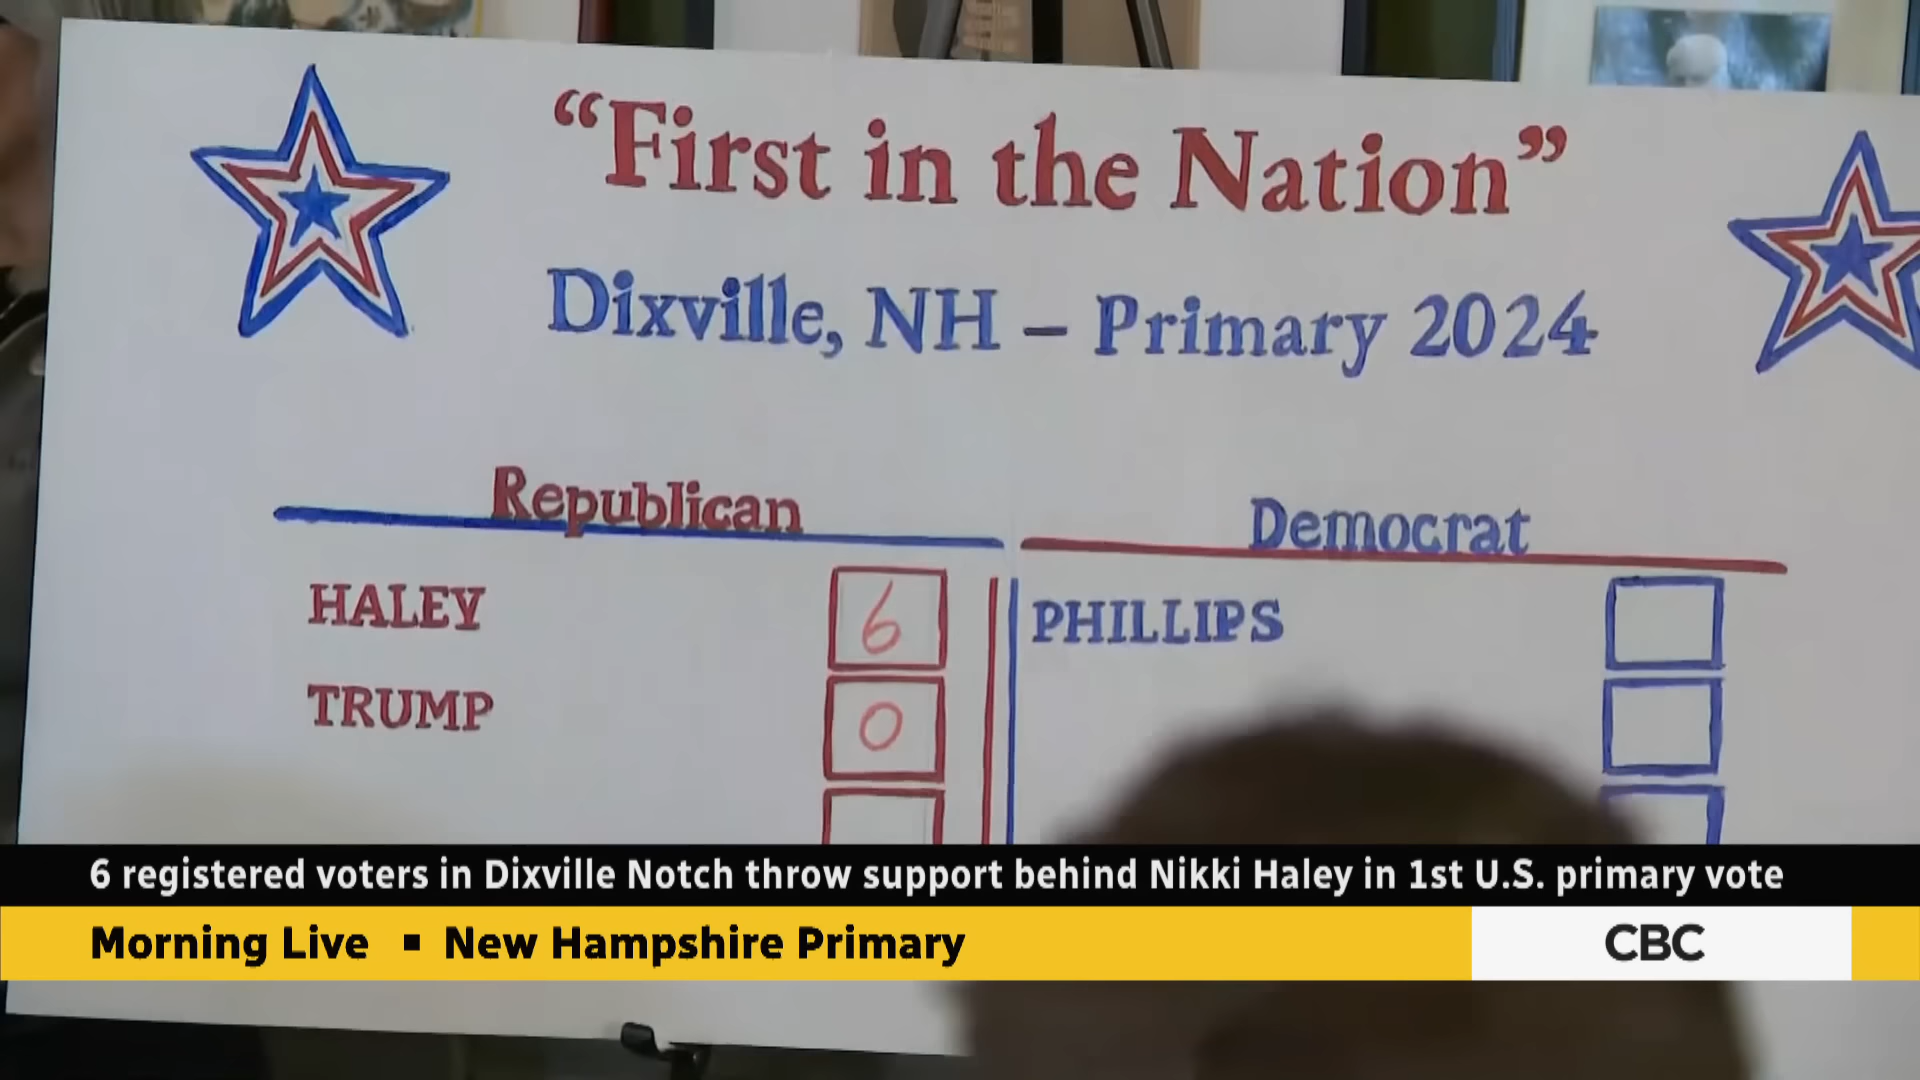 “First in the Nation”
Dixville, NH – Primary 2024
Republican
Democrat
HALEY 6
PHILLIPS
TRUMP 0
6 registered voters in Dixville Notch throw support behind Nikki Haley in 1st U.S. primary vote
Morning Live ▪ New Hampshire Primary
CBC